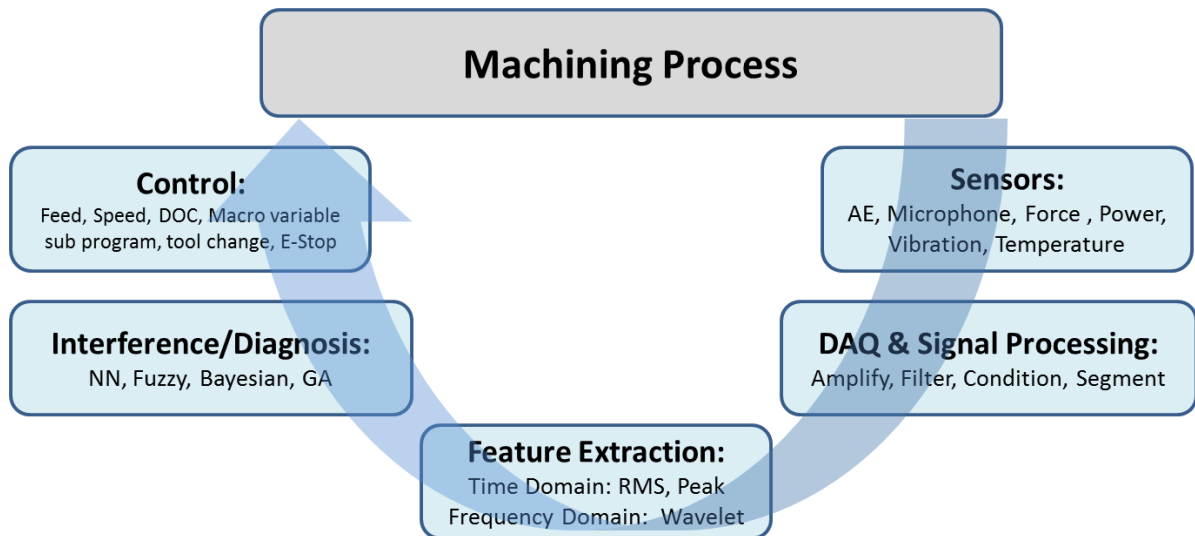 Machining Process
Control:
Feed, Speed, DOC, Macro variable
sub program, tool change, E-Stop
Sensors:
AE, Microphone, Force , Power,
Vibration, Temperature
Interference/Diagnosis:
NN, Fuzzy, Bayesian, GA
DAQ & Signal Processing:
Amplify, Filter, Condition, Segment
Feature Extraction:
Time Domain: RMS, Peak
Frequency Domain:  Wavelet